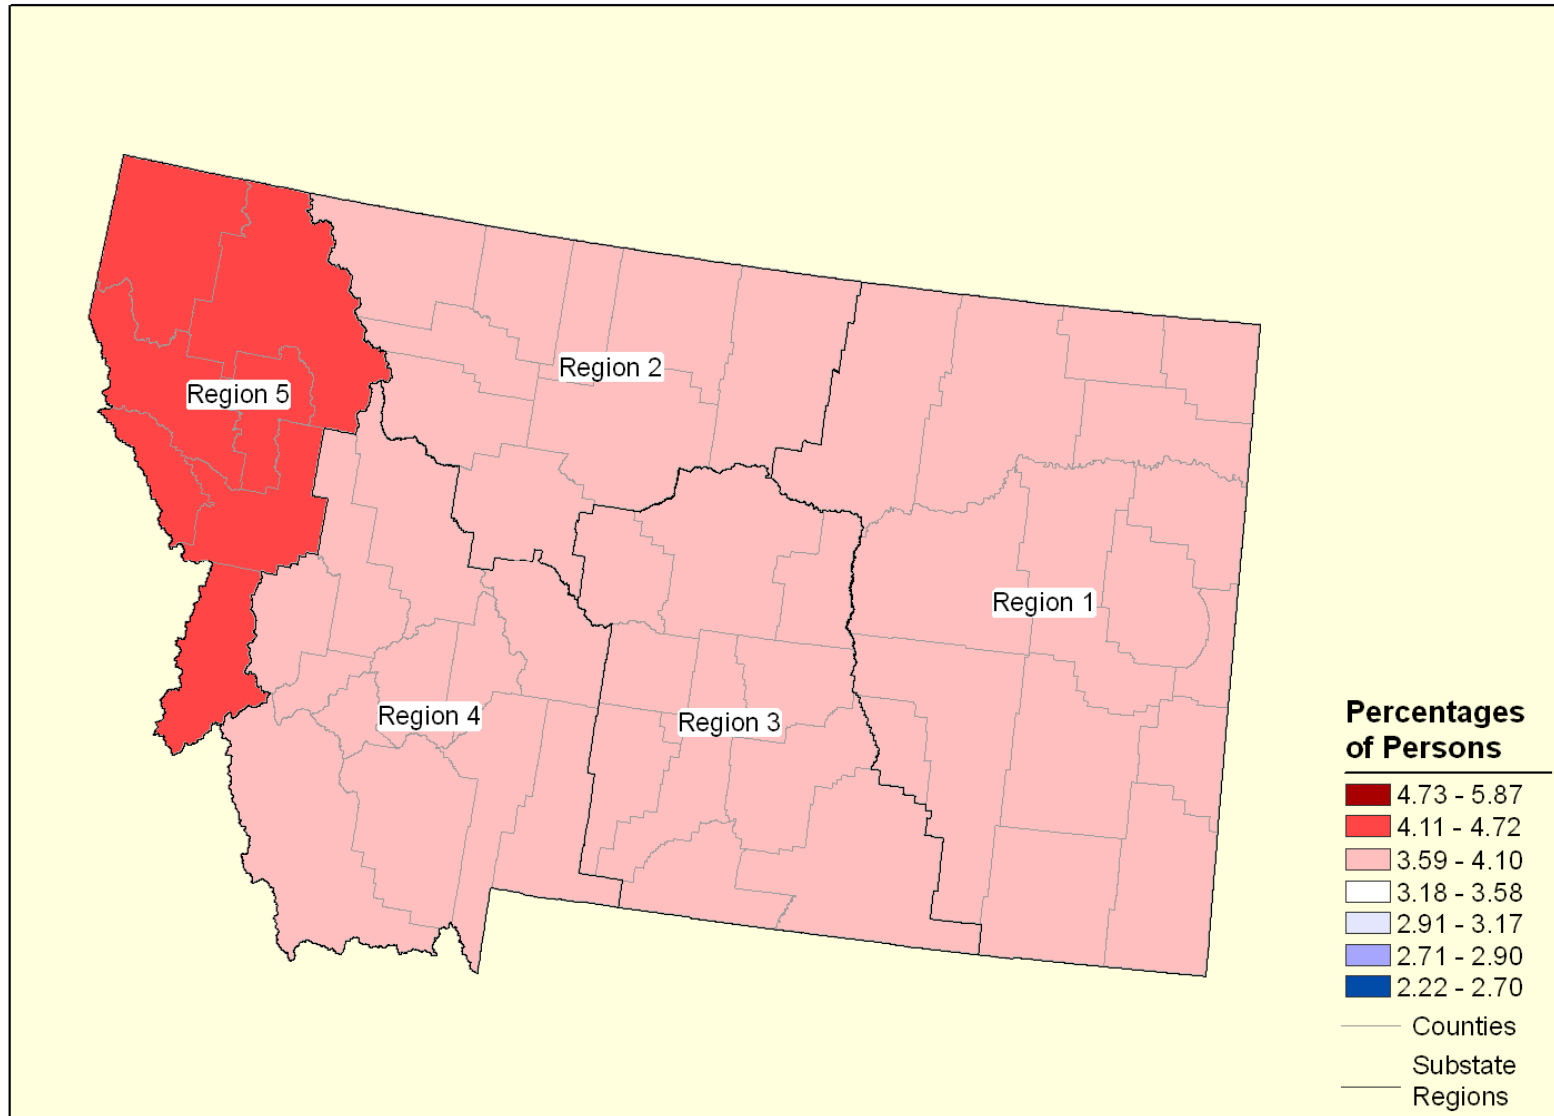 Region 2
Region 5
Region 1
Region 4
Region 3
Percentages
of Persons
4.73 - 5.87
4.11 - 4.72
3.59 - 4.10
3.18 - 3.58
2.91 - 3.17
2.71 - 2.90
2.22 - 2.70
Counties
Substate
Regions